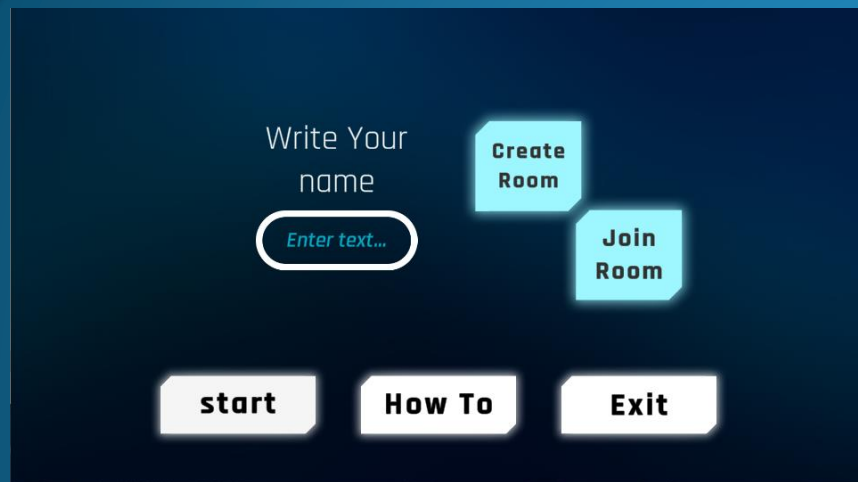 Write Your
name
Enter text...
Create
Room
Join
Room
start
How To
Exit